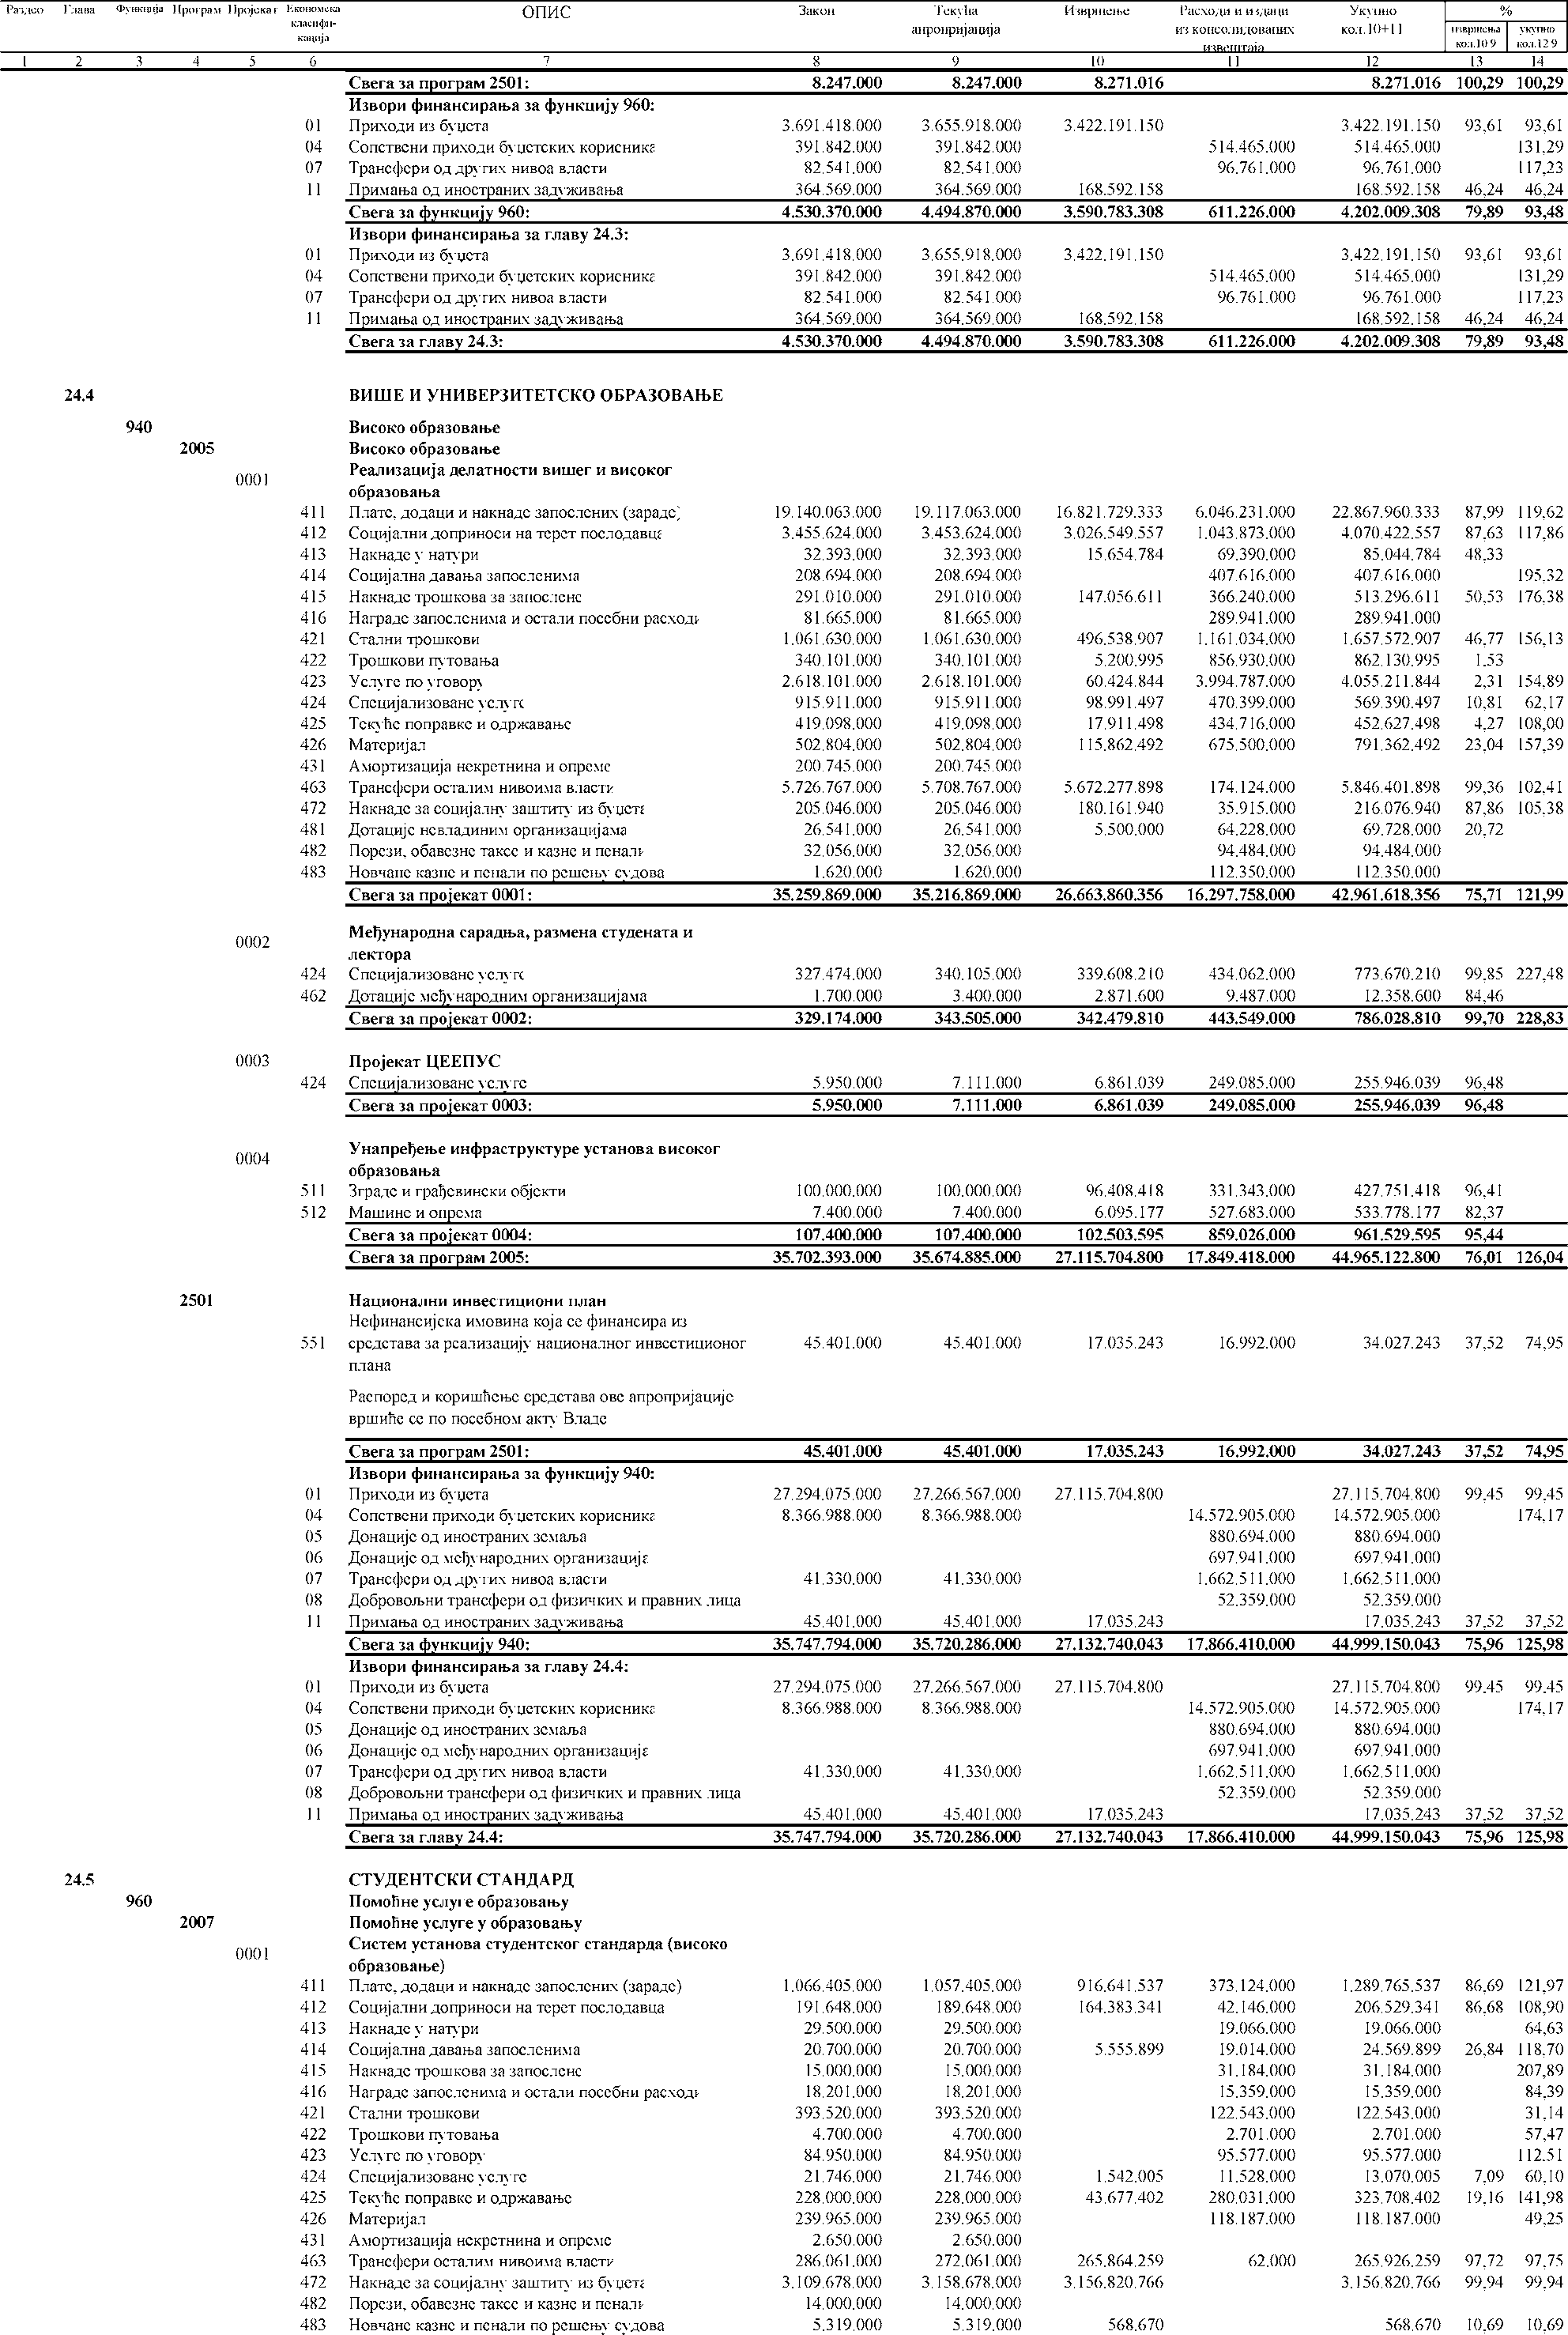 Раздео Глава Функција Програм Пројекат Економска класифи- кација ОПИС Закон Текућа апропријација Извршење Расходи и издаци из консолидованих извештаја Укупно кол.10+11 %
извршења кол.10/9 укупно кол.12/9
1 2 3 4 5 6 7 8 9 10 11 12 13 14
Свега за програм 2501: 8.247.000 8.247.000 8.271.016 8.271.016 100,29 100,29
Извори финансирања за функцију 960:
01 Приходи из буџета 3.691.418.000 3.655.918.000 3.422.191.150 3.422.191.150 93,61 93,61
04 Сопствени приходи буџетских корисника 391.842.000 391.842.000 514.465.000 514.465.000 131,29
07 Трансфери од других нивоа власти 82.541.000 82.541.000 96.761.000 96.761.000 117,23
11 Примања од иностраних задуживања 364.569.000 364.569.000 168.592.158 168.592.158 46,24 46,24
Свега за функцију 960: 4.530.370.000 4.494.870.000 3.590.783.308 611.226.000 4.202.009.308 79,89 93,48
Извори финансирања за главу 24.3:
01 Приходи из буџета 3.691.418.000 3.655.918.000 3.422.191.150 3.422.191.150 93,61 93,61
04 Сопствени приходи буџетских корисника 391.842.000 391.842.000 514.465.000 514.465.000 131,29
07 Трансфери од других нивоа власти 82.541.000 82.541.000 96.761.000 96.761.000 117,23
11 Примања од иностраних задуживања 364.569.000 364.569.000 168.592.158 168.592.158 46,24 46,24
Свега за главу 24.3: 4.530.370.000 4.494.870.000 3.590.783.308 611.226.000 4.202.009.308 79,89 93,48
24.4 ВИШЕ И УНИВЕРЗИТЕТСКО ОБРАЗОВАЊЕ
940 Високо образовање
2005 Високо образовање
0001 Реализација делатности вишег и високог
образовања
411 Плате, додаци и накнаде запослених (зараде) 19.140.063.000 19.117.063.000 16.821.729.333 6.046.231.000 22.867.960.333 87,99 119,62
412 Социјални доприноси на терет послодавца 3.455.624.000 3.453.624.000 3.026.549.557 1.043.873.000 4.070.422.557 87,63 117,86
413 Накнаде у натури 32.393.000 32.393.000 15.654.784 69.390.000 85.044.784 48,33
414 Социјална давања запосленима 208.694.000 208.694.000 407.616.000 407.616.000 195,32
415 Накнаде трошкова за запослене 291.010.000 291.010.000 147.056.611 366.240.000 513.296.611 50,53 176,38
416 Награде запосленима и остали посебни расходи 81.665.000 81.665.000 289.941.000 289.941.000
421 Стални трошкови 1.061.630.000 1.061.630.000 496.538.907 1.161.034.000 1.657.572.907 46,77 156,13
422 Трошкови путовања 340.101.000 340.101.000 5.200.995 856.930.000 862.130.995 1,53
423 Услуге по уговору 2.618.101.000 2.618.101.000 60.424.844 3.994.787.000 4.055.211.844 2,31 154,89
424 Специјализоване услуге 915.911.000 915.911.000 98.991.497 470.399.000 569.390.497 10,81 62,17
425 Текуће поправке и одржавање 419.098.000 419.098.000 17.911.498 434.716.000 452.627.498 4,27 108,00
426 Материјал 502.804.000 502.804.000 115.862.492 675.500.000 791.362.492 23,04 157,39
431 Амортизација некретнина и опреме 200.745.000 200.745.000
463 Трансфери осталим нивоима власти 5.726.767.000 5.708.767.000 5.672.277.898 174.124.000 5.846.401.898 99,36 102,41
472 Накнаде за социјалну заштиту из буџета 205.046.000 205.046.000 180.161.940 35.915.000 216.076.940 87,86 105,38
481 Дотације невладиним организацијама 26.541.000 26.541.000 5.500.000 64.228.000 69.728.000 20,72
482 Порези, обавезне таксе и казне и пенали 32.056.000 32.056.000 94.484.000 94.484.000
483 Новчане казне и пенали по решењу судова 1.620.000 1.620.000 112.350.000 112.350.000
Свега за пројекат 0001: 35.259.869.000 35.216.869.000 26.663.860.356 16.297.758.000 42.961.618.356 75,71 121,99
0002 Међународна сарадња, размена студената и
лектора
424 Специјализоване услуге 327.474.000 340.105.000 339.608.210 434.062.000 773.670.210 99,85 227,48
462 Дотације међународним организацијама 1.700.000 3.400.000 2.871.600 9.487.000 12.358.600 84,46
Свега за пројекат 0002: 329.174.000 343.505.000 342.479.810 443.549.000 786.028.810 99,70 228,83
0003 Пројекат ЦЕЕПУС
424 Специјализоване услуге 5.950.000 7.111.000 6.861.039 249.085.000 255.946.039 96,48
Свега за пројекат 0003: 5.950.000 7.111.000 6.861.039 249.085.000 255.946.039 96,48
0004 Унапређење инфраструктуре установа високог
образовања
511 Зграде и грађевински објекти 100.000.000 100.000.000 96.408.418 331.343.000 427.751.418 96,41
512 Машине и опрема 7.400.000 7.400.000 6.095.177 527.683.000 533.778.177 82,37
Свега за пројекат 0004: 107.400.000 107.400.000 102.503.595 859.026.000 961.529.595 95,44
Свега за програм 2005: 35.702.393.000 35.674.885.000 27.115.704.800 17.849.418.000 44.965.122.800 76,01 126,04
2501 Национални инвестициони план
Нефинансијска имовина која се финансира из
551 средстава за реализацију националног инвестиционог 45.401.000 45.401.000 17.035.243 16.992.000 34.027.243 37,52 74,95
плана
Распоред и коришћење средстава ове апропријације
вршиће се по посебном акту Владе
Свега за програм 2501: 45.401.000 45.401.000 17.035.243 16.992.000 34.027.243 37,52 74,95
Извори финансирања за функцију 940:
01 Приходи из буџета 27.294.075.000 27.266.567.000 27.115.704.800 27.115.704.800 99,45 99,45
04 Сопствени приходи буџетских корисника 8.366.988.000 8.366.988.000 14.572.905.000 14.572.905.000 174,17
05 Донације од иностраних земаља 880.694.000 880.694.000
06 Донације од међународних организација 697.941.000 697.941.000
07 Трансфери од других нивоа власти 41.330.000 41.330.000 1.662.511.000 1.662.511.000
08 Добровољни трансфери од физичких и правних лица 52.359.000 52.359.000
11 Примања од иностраних задуживања 45.401.000 45.401.000 17.035.243 17.035.243 37,52 37,52
Свега за функцију 940: 35.747.794.000 35.720.286.000 27.132.740.043 17.866.410.000 44.999.150.043 75,96 125,98
Извори финансирања за главу 24.4:
01 Приходи из буџета 27.294.075.000 27.266.567.000 27.115.704.800 27.115.704.800 99,45 99,45
04 Сопствени приходи буџетских корисника 8.366.988.000 8.366.988.000 14.572.905.000 14.572.905.000 174,17
05 Донације од иностраних земаља 880.694.000 880.694.000
06 Донације од међународних организација 697.941.000 697.941.000
07 Трансфери од других нивоа власти 41.330.000 41.330.000 1.662.511.000 1.662.511.000
08 Добровољни трансфери од физичких и правних лица 52.359.000 52.359.000
11 Примања од иностраних задуживања 45.401.000 45.401.000 17.035.243 17.035.243 37,52 37,52
Свега за главу 24.4: 35.747.794.000 35.720.286.000 27.132.740.043 17.866.410.000 44.999.150.043 75,96 125,98
24.5 СТУДЕНТСКИ СТАНДАРД
960 Помоћне услуге образовању
2007 Помоћне услуге у образовању
0001 Систем установа студентског стандарда (високо
образовање)
411 Плате, додаци и накнаде запослених (зараде) 1.066.405.000 1.057.405.000 916.641.537 373.124.000 1.289.765.537 86,69 121,97
412 Социјални доприноси на терет послодавца 191.648.000 189.648.000 164.383.341 42.146.000 206.529.341 86,68 108,90
413 Накнаде у натури 29.500.000 29.500.000 19.066.000 19.066.000 64,63
414 Социјална давања запосленима 20.700.000 20.700.000 5.555.899 19.014.000 24.569.899 26,84 118,70
415 Накнаде трошкова за запослене 15.000.000 15.000.000 31.184.000 31.184.000 207,89
416 Награде запосленима и остали посебни расходи 18.201.000 18.201.000 15.359.000 15.359.000 84,39
421 Стални трошкови 393.520.000 393.520.000 122.543.000 122.543.000 31,14
422 Трошкови путовања 4.700.000 4.700.000 2.701.000 2.701.000 57,47
423 Услуге по уговору 84.950.000 84.950.000 95.577.000 95.577.000 112,51
424 Специјализоване услуге 21.746.000 21.746.000 1.542.005 11.528.000 13.070.005 7,09 60,10
425 Текуће поправке и одржавање 228.000.000 228.000.000 43.677.402 280.031.000 323.708.402 19,16 141,98
426 Материјал 239.965.000 239.965.000 118.187.000 118.187.000 49,25
431 Амортизација некретнина и опреме 2.650.000 2.650.000
463 Трансфери осталим нивоима власти 286.061.000 272.061.000 265.864.259 62.000 265.926.259 97,72 97,75
472 Накнаде за социјалну заштиту из буџета 3.109.678.000 3.158.678.000 3.156.820.766 3.156.820.766 99,94 99,94
482 Порези, обавезне таксе и казне и пенали 14.000.000 14.000.000
483 Новчане казне и пенали по решењу судова 5.319.000 5.319.000 568.670 568.670 10,69 10,69